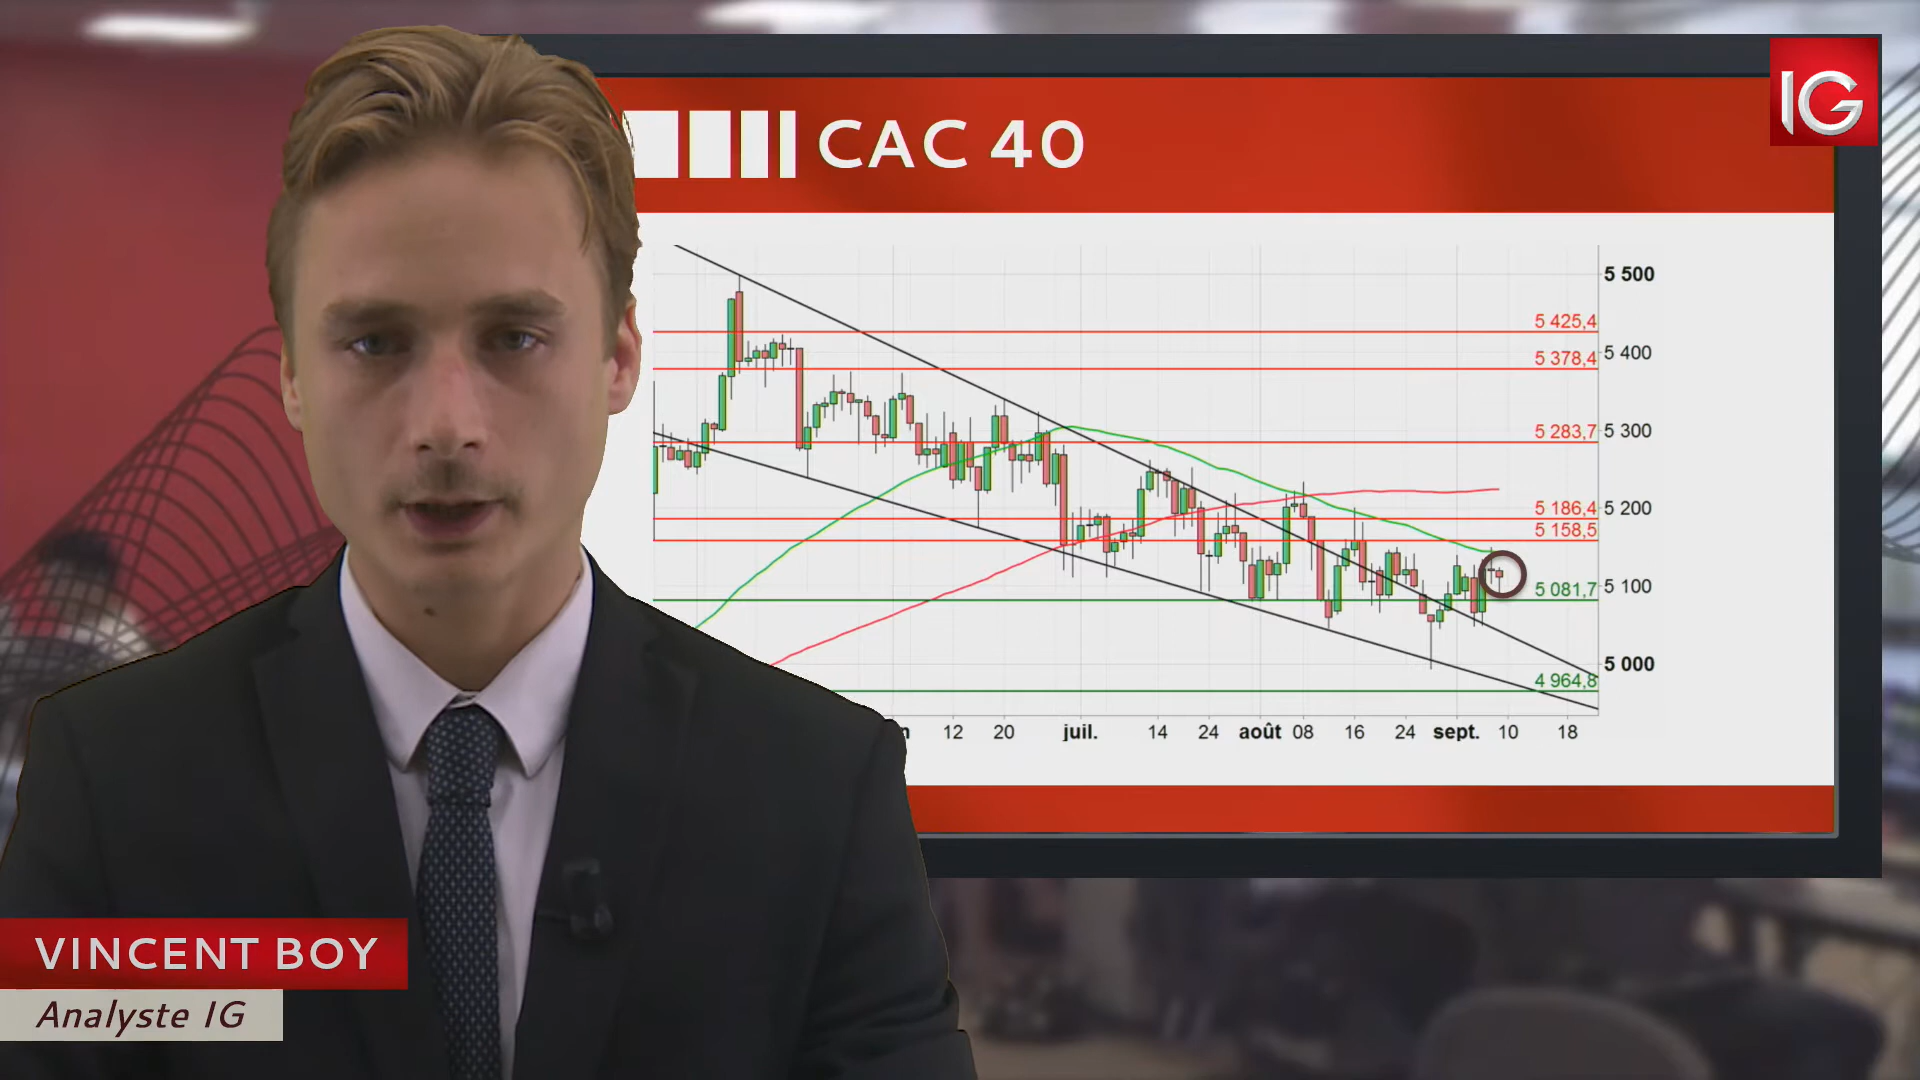 IG
CAC 40
5 500
5 425,4
5 400
5 378,4
5 300
5 283,7
5 200
5 186,4
5 158,5
5 100
5 081,7
5 000
4 964,8
12 20 juil. 14 24 août 08 16 24 sept. 10 18
VINCENT BOY
Analyste IG